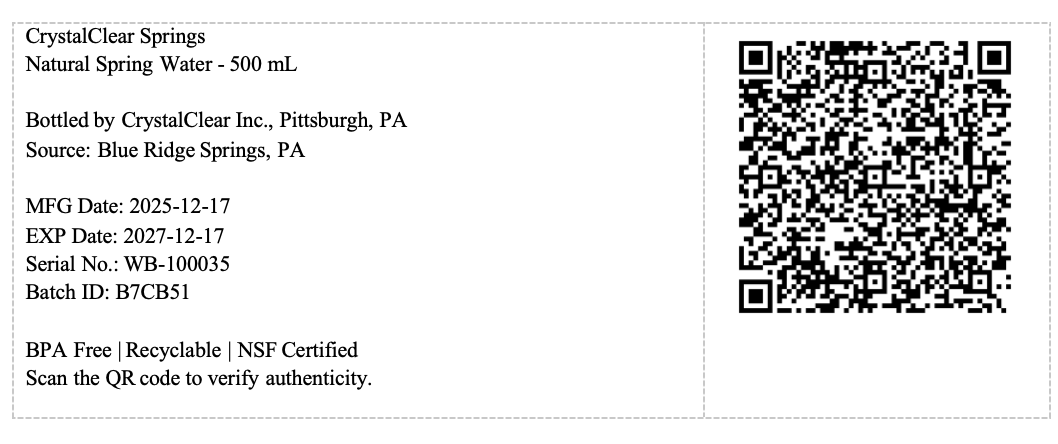 CrystalClear Springs
Natural Spring Water - 500 mL
Bottled by CrystalClear Inc., Pittsburgh, PA
Source: Blue Ridge Springs, PA
MFG Date: 2025-12-17
EXP Date: 2027-12-17
Serial No.: WB-100035
Batch ID: B7CB51
BPA Free | Recyclable | NSF Certified
Scan the QR code to verify authenticity.